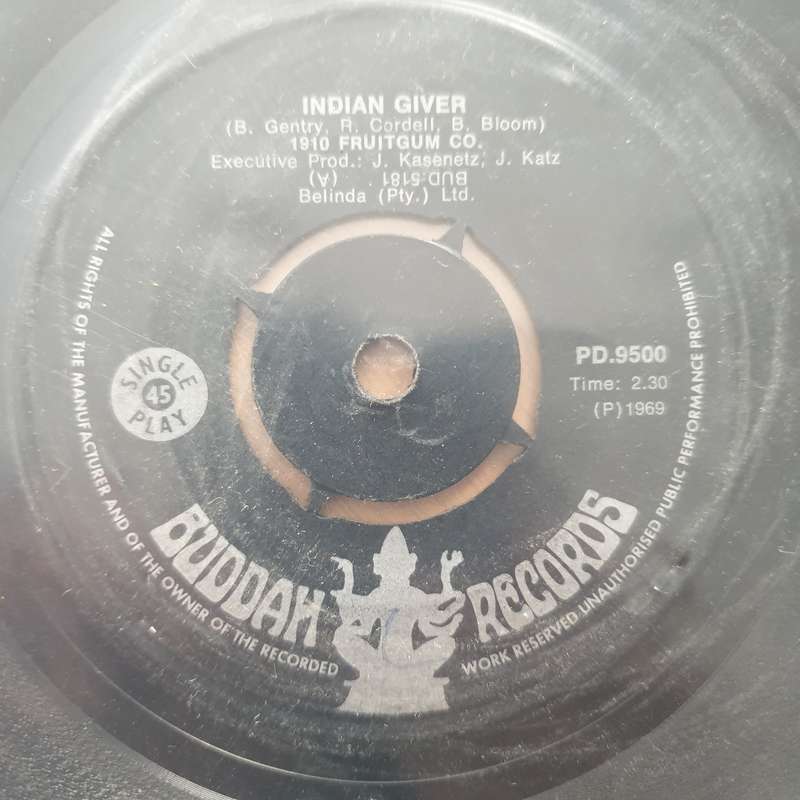 INDIAN GIVER
(B. Gentry, R. Cordell, B. Bloom)
1910 FRUITGUM CO.
Executive Prod.: J. Kasenetz, J. Katz
BUD.5181. (A)
Belinda (Pty.) Ltd.
SINGLE
45
PLAY
PD.9500
Time: 2.30
(P) 1969
BUDDAH RECORDS
ALL RIGHTS OF THE MANUFACTURER AND OF THE OWNER OF THE RECORDED WORK RESERVED UNAUTHORISED PUBLIC PERFORMANCE PROHIBITED